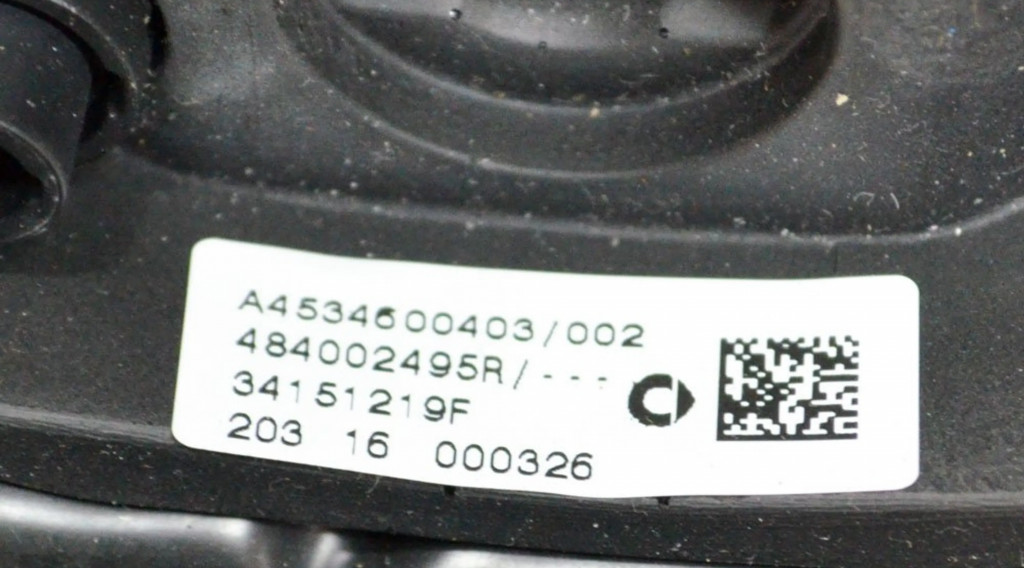 A4534600403/002
484002495R/---
34151219F
203 16 000326